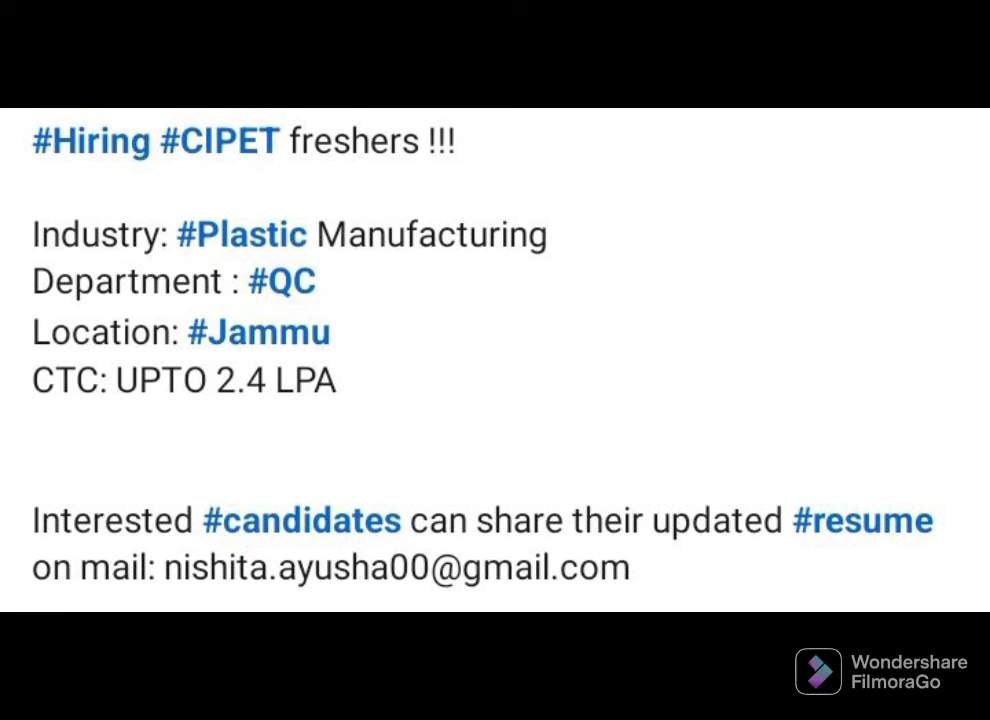 #Hiring #CIPET freshers !!!
Industry: #Plastic Manufacturing
Department : #QC
Location: #Jammu
CTC: UPTO 2.4 LPA
Interested #candidates can share their updated #resume
on mail: nishita.ayusha00@gmail.com
Wondershare
FilmoraGo